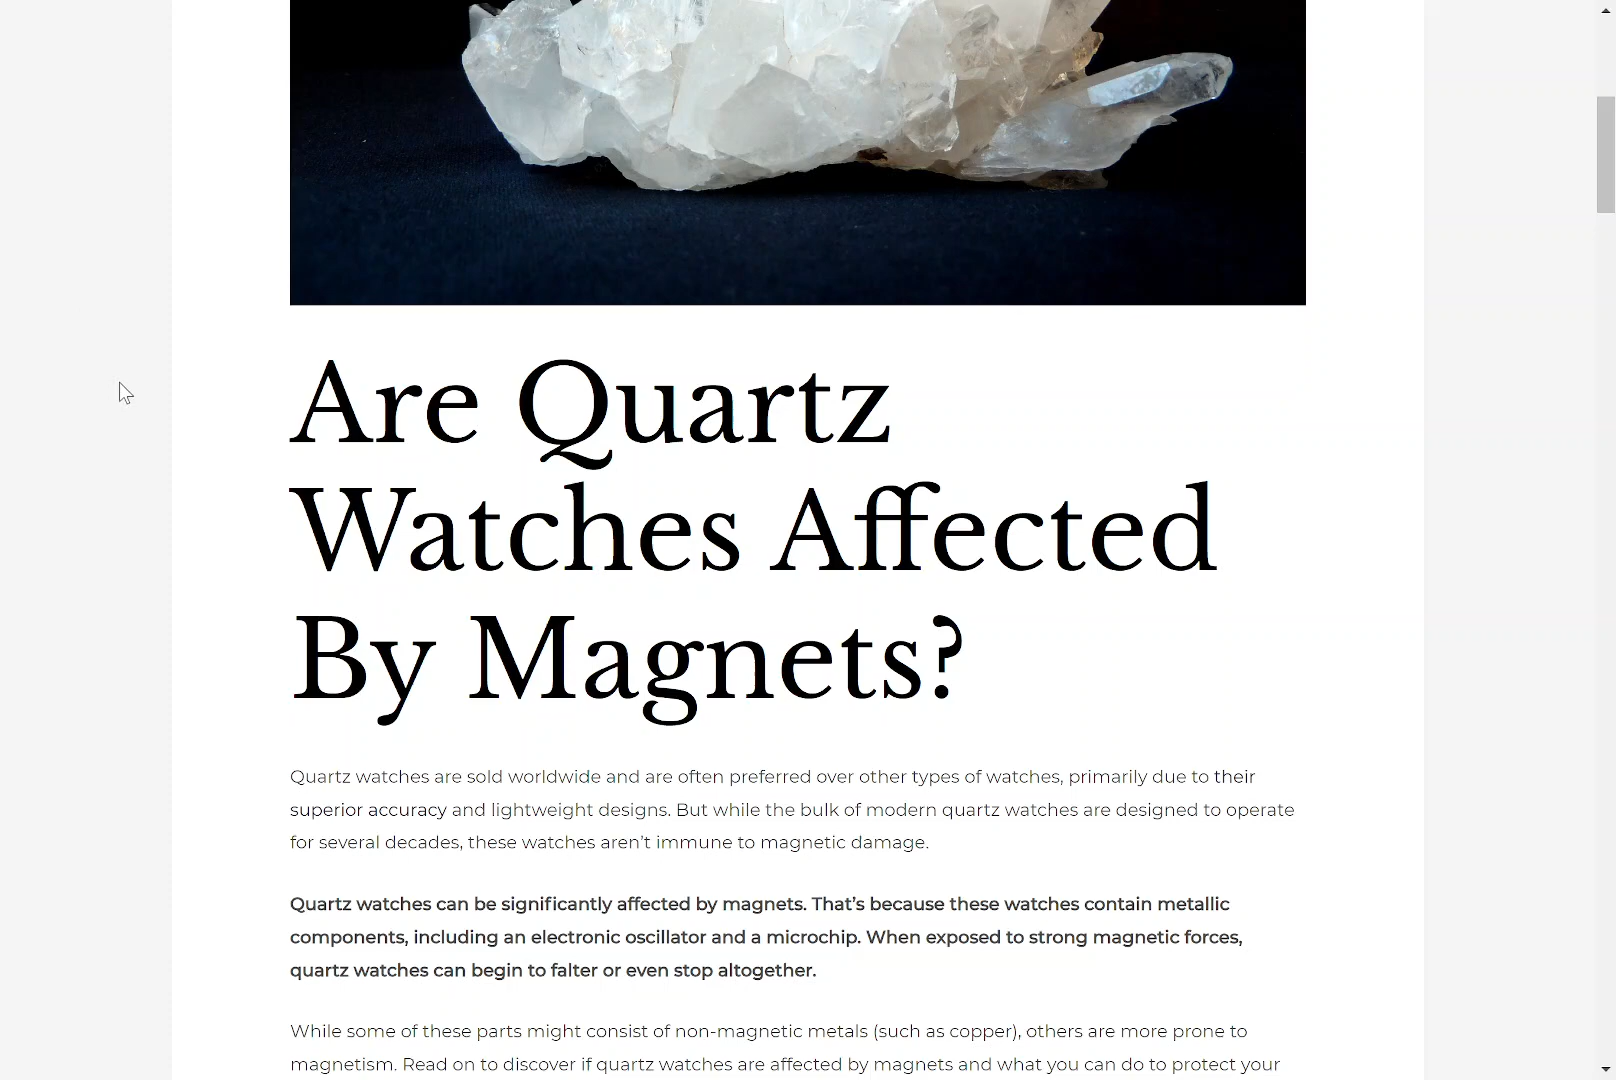 Are Quartz
Watches Affected
By Magnets?
Quartz watches are sold worldwide and are often preferred over other types of watches, primarily due to their
superior accuracy and lightweight designs. But while the bulk of modern quartz watches are designed to operate
for several decades, these watches aren’t immune to magnetic damage.
Quartz watches can be significantly affected by magnets. That’s because these watches contain metallic
components, including an electronic oscillator and a microchip. When exposed to strong magnetic forces,
quartz watches can begin to falter or even stop altogether.
While some of these parts might consist of non-magnetic metals (such as copper), others are more prone to
magnetism. Read on to discover if quartz watches are affected by magnets and what you can do to protect your